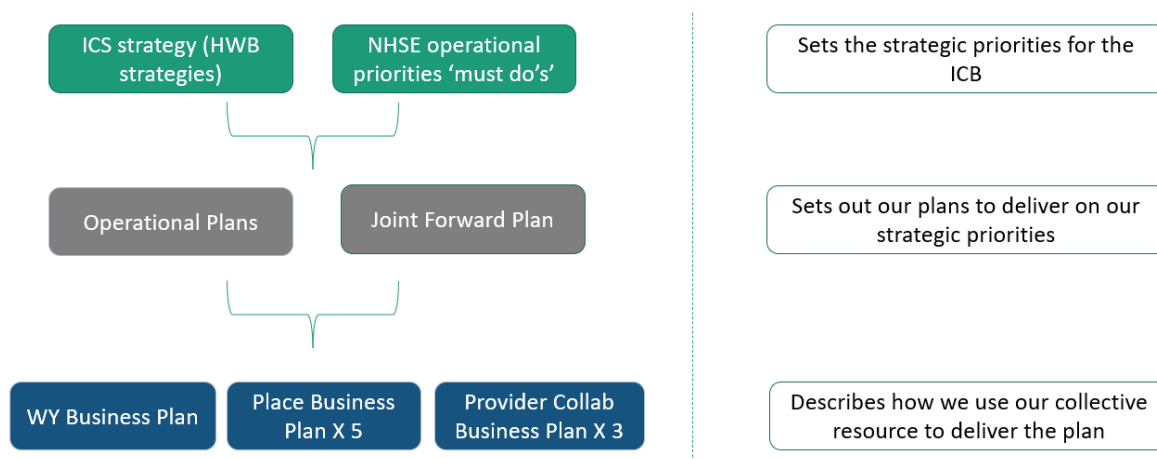 ICS strategy (HWB
strategies)
NHSE operational
priorities ‘must do’s’
Sets the strategic priorities for the
ICB
Operational Plans
Joint Forward Plan
Sets out our plans to deliver on our
strategic priorities
WY Business Plan
Place Business
Plan X 5
Provider Collab
Business Plan X 3
Describes how we use our collective
resource to deliver the plan